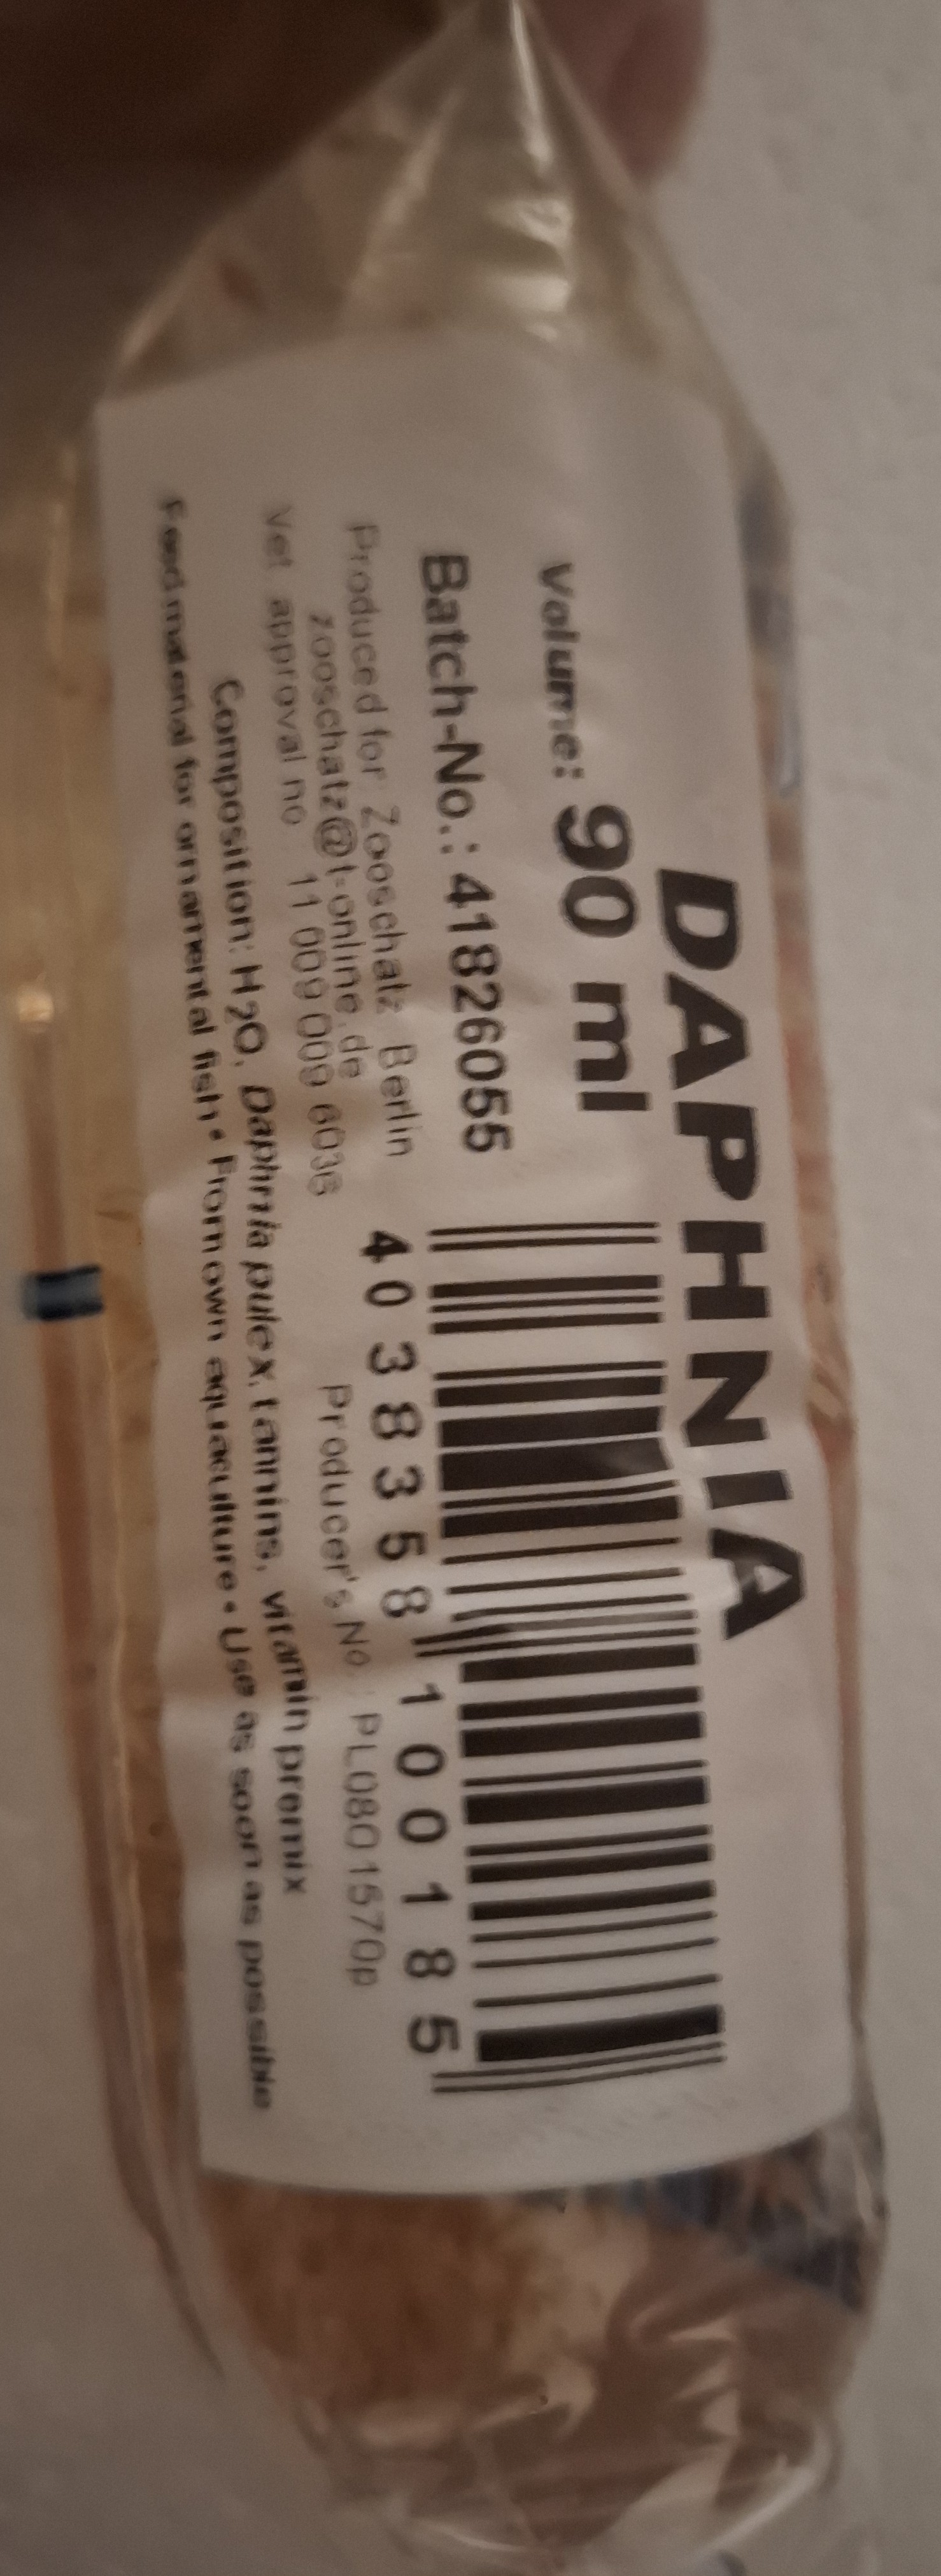 DAPHNIA
Volume: 90 ml
Batch-No.: 41826055
Produced for: Zooschatz Berlin
zooschatz@t-online.de
Vet. approval no. 11 009 009 6036
4 038358 100185
Producer's No.: PL0801570p
Composition: H2O, Daphnia pulex, tannins, vitamin premix
Feed material for ornamental fish • From own aquaculture • Use as soon as possible